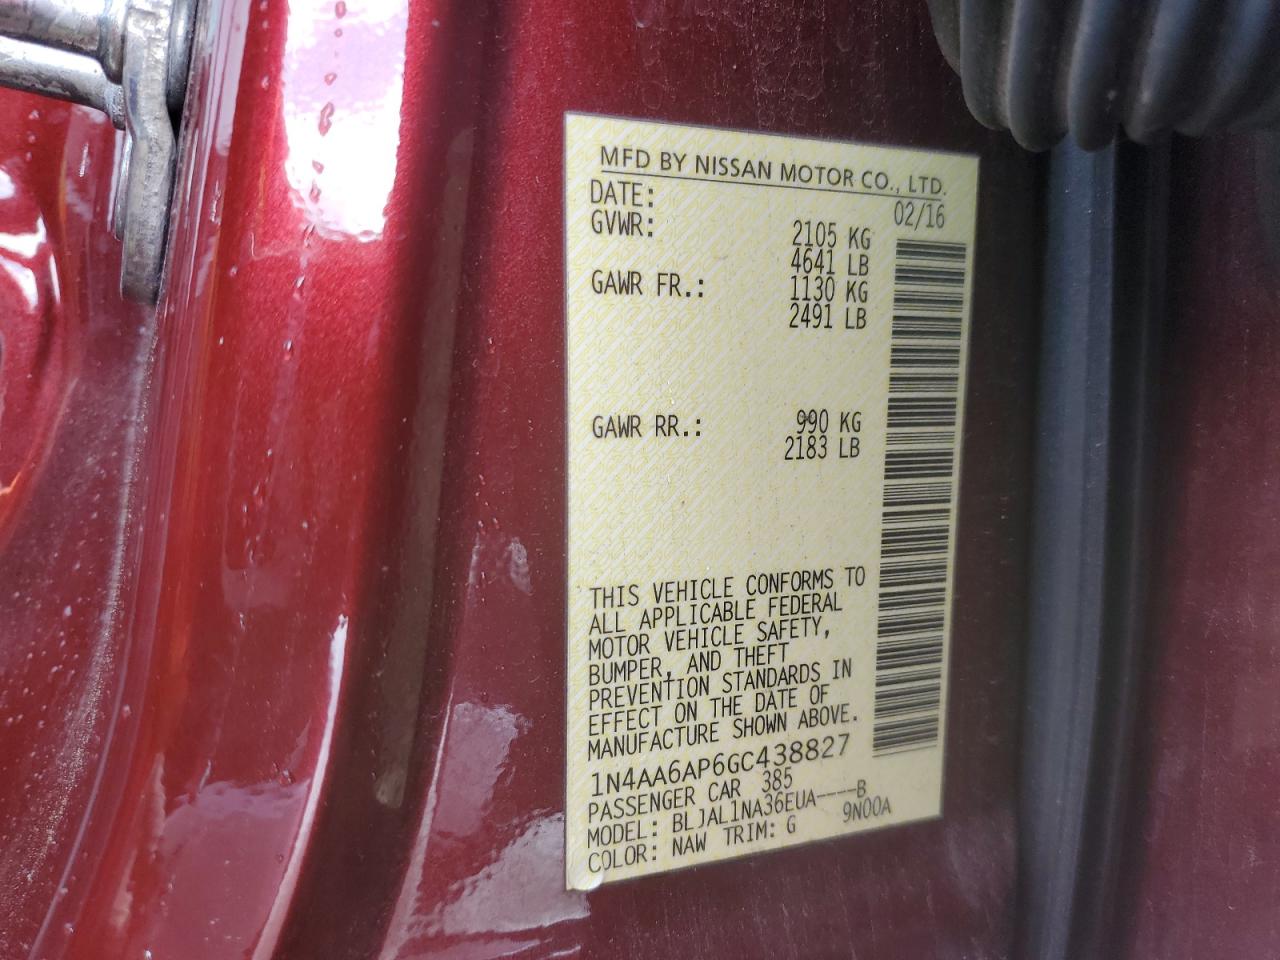 MFD BY NISSAN MOTOR CO., LTD.
DATE: 02/16
GVWR: 2105 KG
4641 LB
GAWR FR.: 1130 KG
2491 LB
GAWR RR.: 990 KG
2183 LB
THIS VEHICLE CONFORMS TO
ALL APPLICABLE FEDERAL
MOTOR VEHICLE SAFETY,
BUMPER, AND THEFT
PREVENTION STANDARDS IN
EFFECT ON THE DATE OF
MANUFACTURE SHOWN ABOVE.
1N4AA6AP6GC438827
PASSENGER CAR 385
MODEL: BLJAL1NA36EUA----B
COLOR: NAW TRIM: G 9N00A